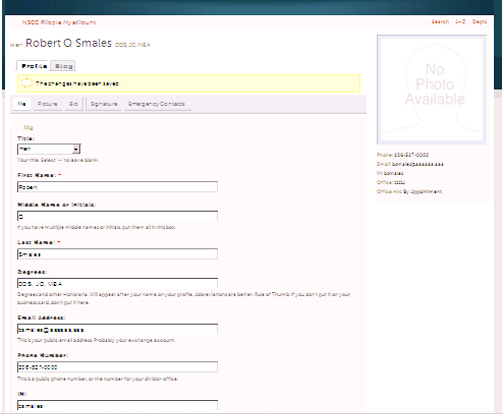 NSCC People My eAlours
Search A-Z Depts
Herr Robert Q Smales DDS, JD, MBA
Profile Blog
The changes have been saved.
Me Picture Bio Signature Emergency Contacts
No
Photo
Available
Phone: 206-527-0000
Email: bsmales@aaaaaa.aaa
IM: bsmales
Office:
Office Hrs: By Appointment
Me
Title:
Herr
Your title. Select '--' to leave blank.
First Name: *
Robert
Middle Name or Initials:
Q
If you have multiple middle names or initials, put them all in this box.
Last Name: *
Smales
Degrees:
DDS, JD, MBA
Degrees and other Honoraria. Will appear after your name on your profile. Abbreviations are better. Rule of Thumb: if you don't put it on your
business card, don't put it here.
Email Address:
bsmales@aaaaaa.aaa
This is your public email address. Probably your exchange account.
Phone Number:
206-527-0000
This is a public phone number, or the number for your division office.
IM:
bsmales